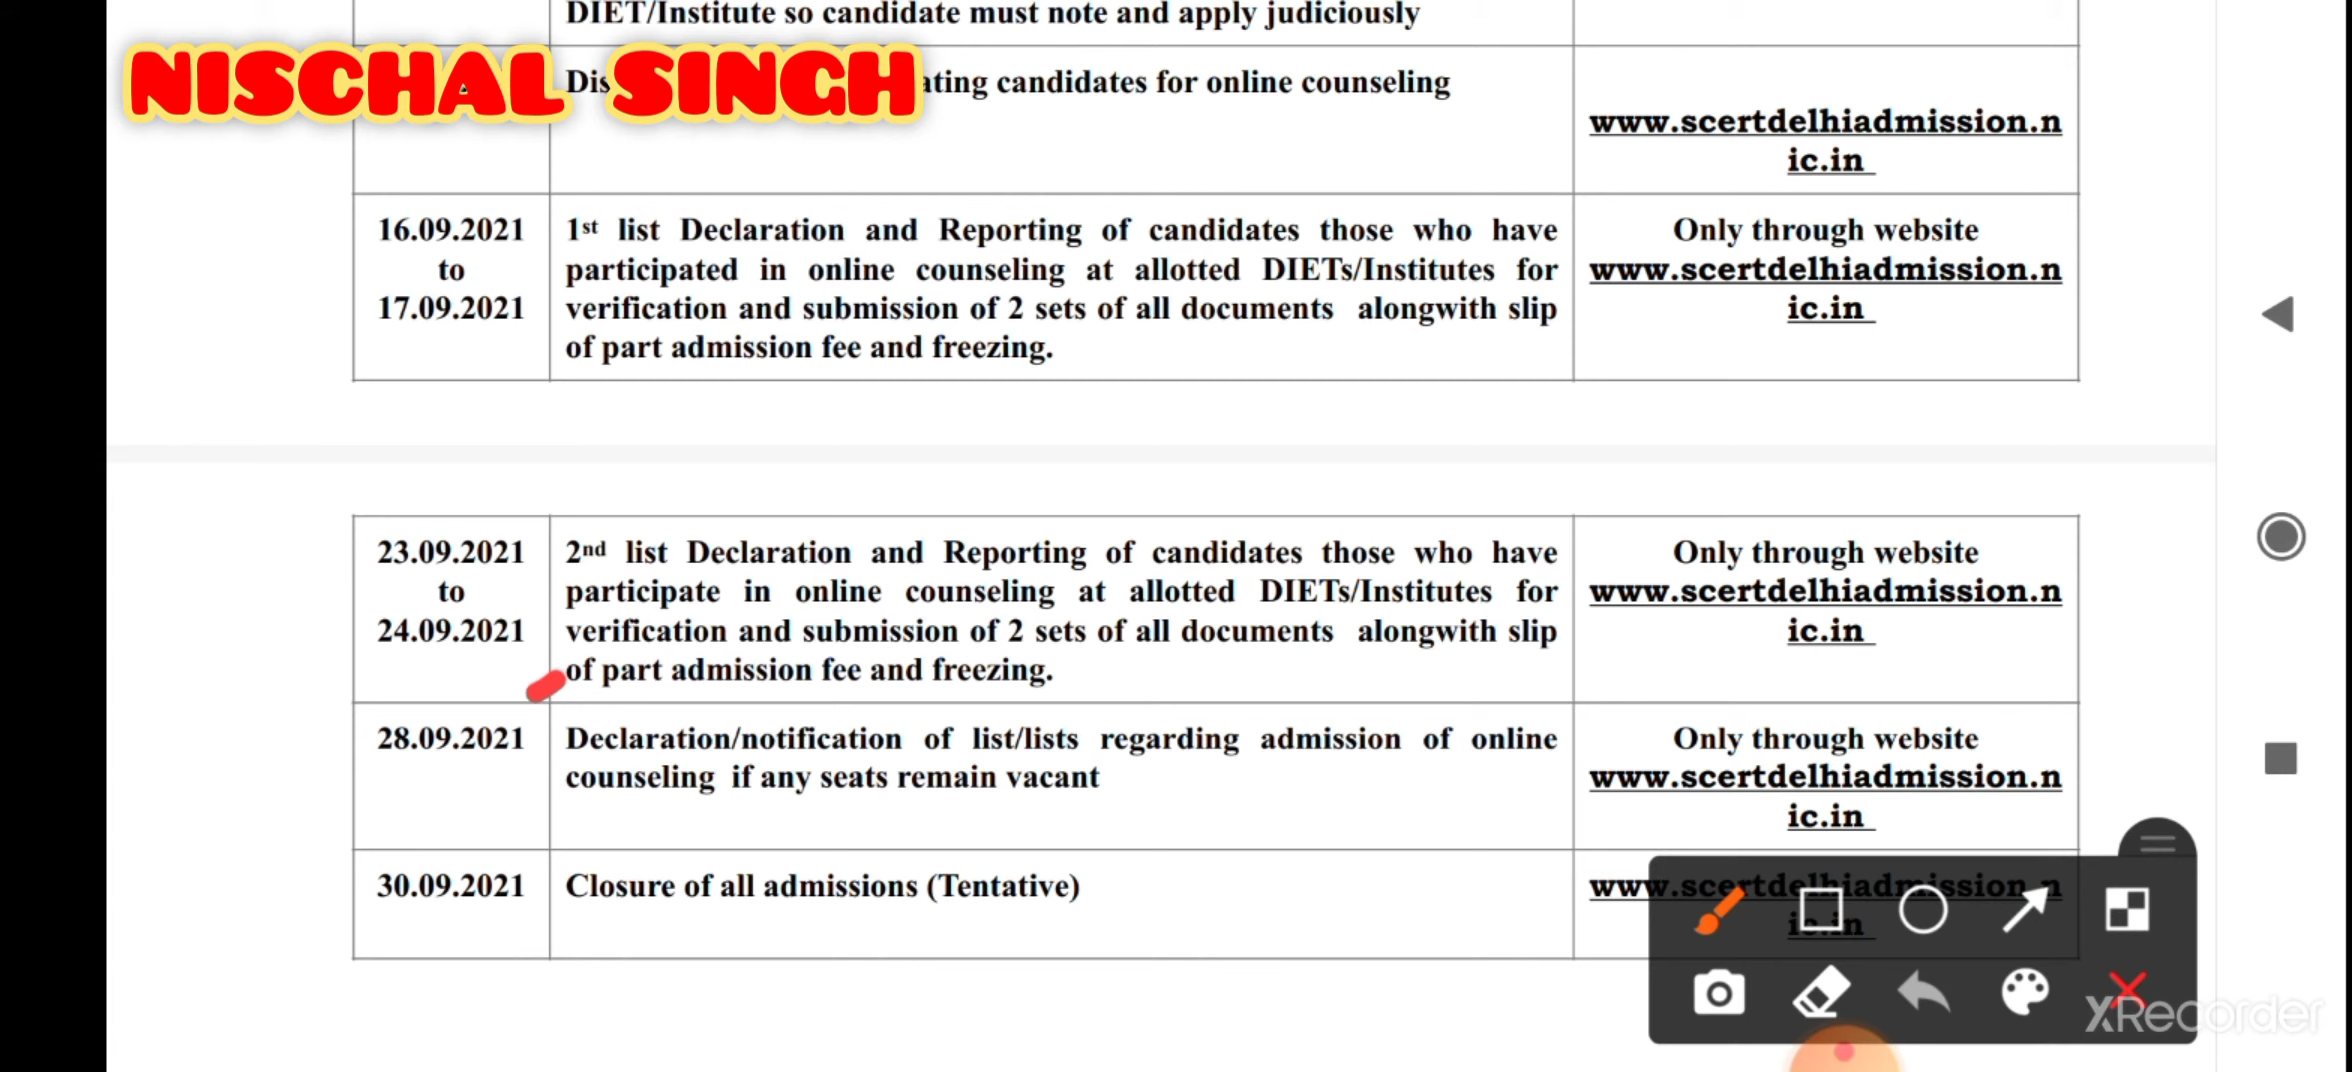 DIET/Institute so candidate must note and apply judiciously
NISCHAL SINGH
candidates for online counseling
www.scertdelhiadmission.n
ic.in
16.09.2021
to
17.09.2021
1st list Declaration and Reporting of candidates those who have
participated in online counseling at allotted DIETs/Institutes for
verification and submission of 2 sets of all documents alongwith slip
of part admission fee and freezing.
Only through website
www.scertdelhiadmission.n
ic.in
23.09.2021
to
24.09.2021
2nd list Declaration and Reporting of candidates those who have
participate in online counseling at allotted DIETs/Institutes for
verification and submission of 2 sets of all documents alongwith slip
of part admission fee and freezing.
Only through website
www.scertdelhiadmission.n
ic.in
28.09.2021
Declaration/notification of list/lists regarding admission of online
counseling if any seats remain vacant
Only through website
www.scertdelhiadmission.n
ic.in
30.09.2021
Closure of all admissions (Tentative)
www.scertdelhiadmission.n
ic.in
XRecorder